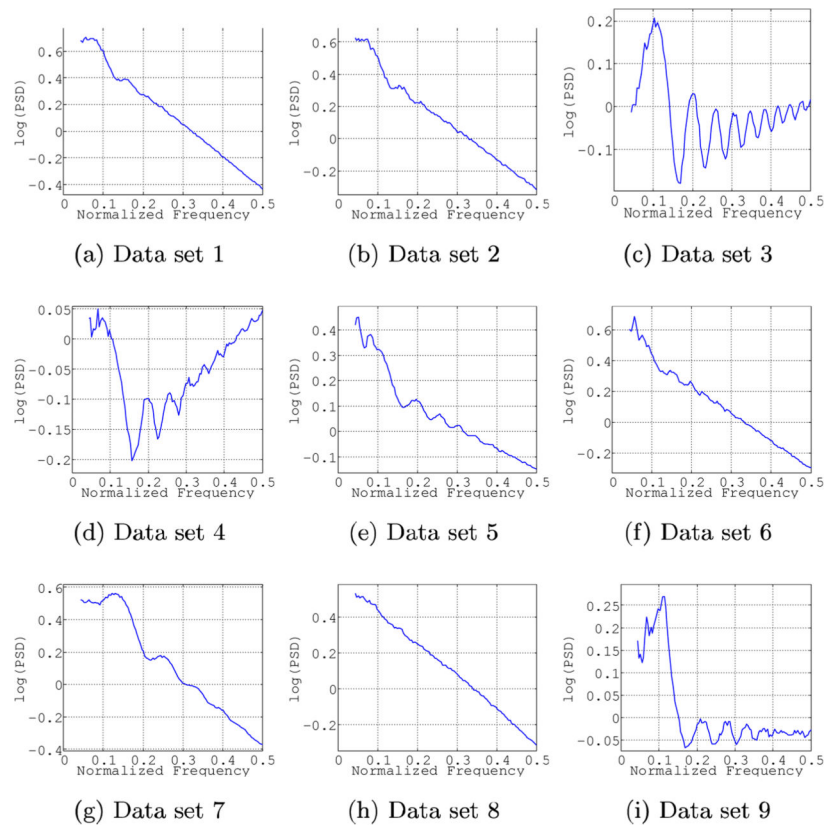 log(PSD)
0.6
0.4
0.2
0
-0.2
-0.4
0 0.1 0.2 0.3 0.4 0.5
Normalized Frequency
(a) Data set 1
log(PSD)
0.6
0.4
0.2
0
-0.2
0 0.1 0.2 0.3 0.4 0.5
Normalized Frequency
(b) Data set 2
log(PSD)
0.2
0.1
0
-0.1
0 0.1 0.2 0.3 0.4 0.5
Normalized Frequency
(c) Data set 3
log(PSD)
0.05
0
-0.05
-0.1
-0.15
-0.2
0 0.1 0.2 0.3 0.4 0.5
Normalized Frequency
(d) Data set 4
log(PSD)
0.4
0.3
0.2
0.1
0
-0.1
0 0.1 0.2 0.3 0.4 0.5
Normalized Frequency
(e) Data set 5
log(PSD)
0.6
0.4
0.2
0
-0.2
0 0.1 0.2 0.3 0.4 0.5
Normalized Frequency
(f) Data set 6
log(PSD)
0.6
0.4
0.2
0
-0.2
-0.4
0 0.1 0.2 0.3 0.4 0.5
Normalized Frequency
(g) Data set 7
log(PSD)
0.4
0.2
0
-0.2
0 0.1 0.2 0.3 0.4 0.5
Normalized Frequency
(h) Data set 8
log(PSD)
0.25
0.2
0.15
0.1
0.05
0
-0.05
0 0.1 0.2 0.3 0.4 0.5
Normalized Frequency
(i) Data set 9